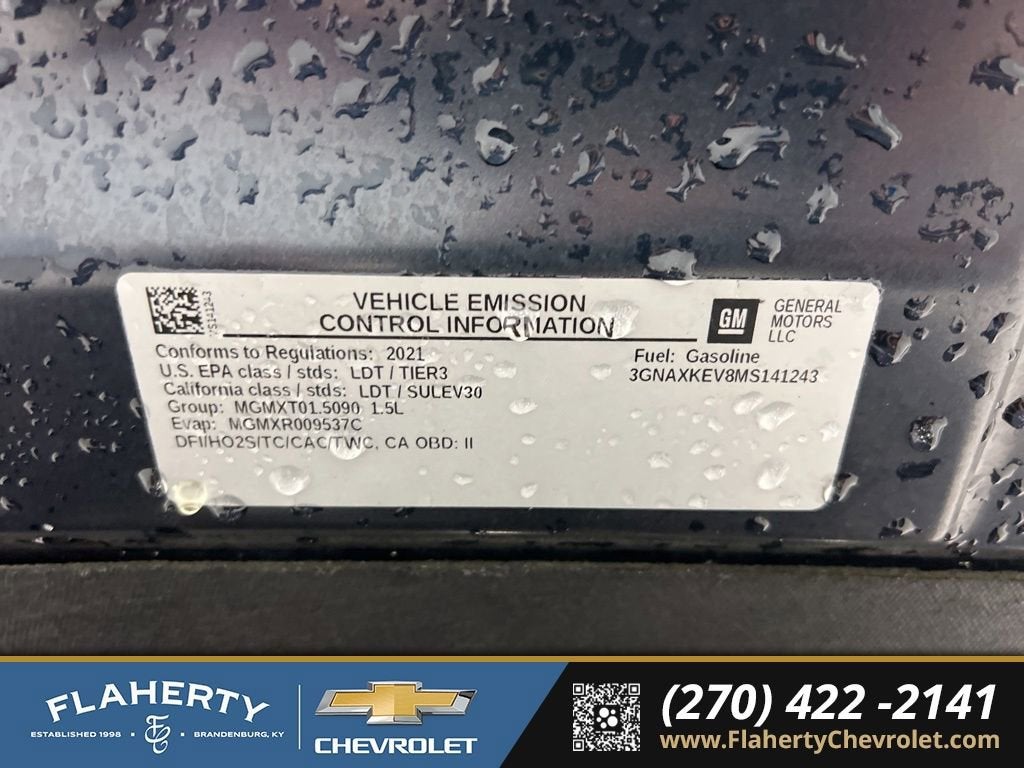 VEHICLE EMISSION
CONTROL INFORMATION
GM
GENERAL
MOTORS
LLC
MS141243
Conforms to Regulations: 2021
U.S. EPA class / stds: LDT / TIER3
California class / stds: LDT / SULEV30
Group: MGMXT01.5090 1.5L
Evap: MGMXR009537C
DFI/HO2S/TC/CAC/TWC, CA OBD: II
Fuel: Gasoline
3GNAXKEV8MS141243
FLAHERTY
ESTABLISHED 1998 • BRANDENBURG, KY
CHEVROLET
(270) 422 -2141
www.FlahertyChevrolet.com